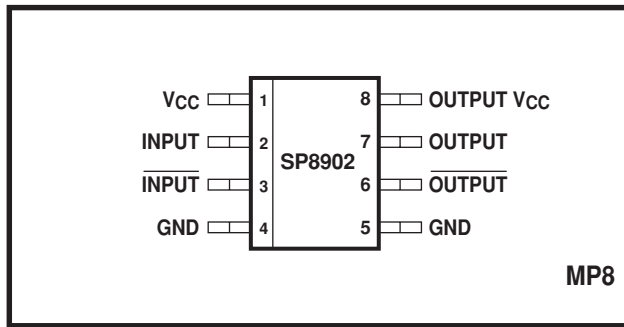 VCC 1 8 OUTPUT VCC
INPUT 2 7 OUTPUT
SP8902
INPUT 3 6 OUTPUT
GND 4 5 GND
MP8